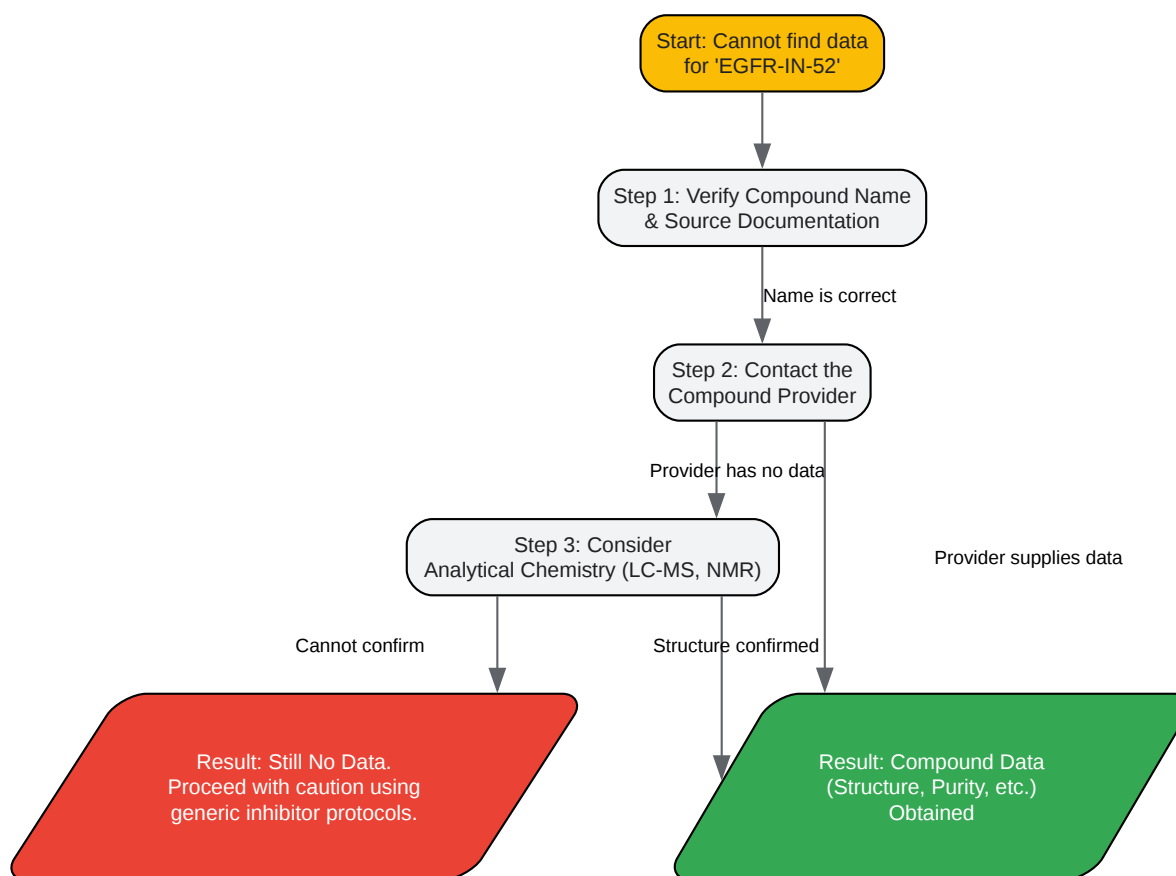 Start: Cannot find data
for 'EGFR-IN-52'
Step 1: Verify Compound Name
& Source Documentation
Name is correct
Step 2: Contact the
Compound Provider
Provider has no data
Step 3: Consider
Analytical Chemistry (LC-MS, NMR)
Provider supplies data
Cannot confirm
Structure confirmed
Result: Still No Data.
Proceed with caution using
generic inhibitor protocols.
Result: Compound Data
(Structure, Purity, etc.)
Obtained